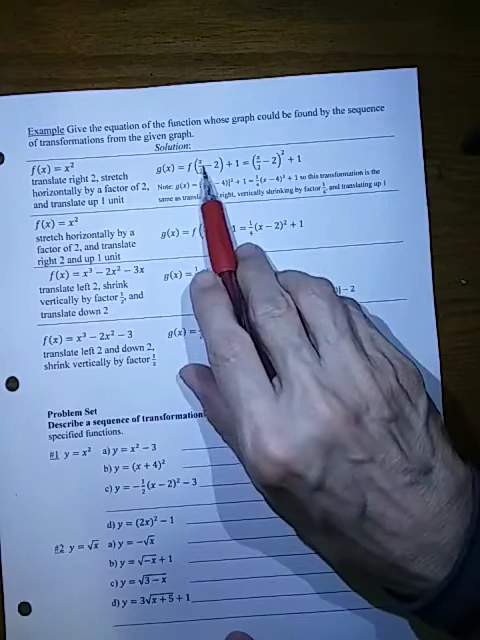 Example Give the equation of the function whose graph could be found by the sequence
of transformations from the given graph.
Solution:
f(x) = x²
translate right 2, stretch
horizontally by a factor of 2,
and translate up 1 unit
g(x) = f(x/2 − 2) + 1 = (x/2 − 2)² + 1
Note: g(x) = − 4)]² + 1 = ¼(x − 4)² + 1 so this transformation is the
same as right, vertically shrinking by factor ¼, and translating up 1
f(x) = x²
stretch horizontally by a
factor of 2, and translate
right 2 and up 1 unit
g(x) = f 1 = ¼(x − 2)² + 1
f(x) = x³ − 2x² − 3x
translate left 2, shrink
vertically by factor ½, and
translate down 2
g(x) =
− 2
f(x) = x³ − 2x² − 3
translate left 2 and down 2,
shrink vertically by factor
g(x) =
Problem Set
Describe a sequence of
specified functions.
#1 y = x² a) y = x² − 3
b) y = (x + 4)²
c) y = −½(x − 2)² − 3
d) y = (2x)² − 1
#2 y = √x a) y = −√x
b) y = √−x + 1
c) y = √3 − x
d) y = 3√x + 5 + 1